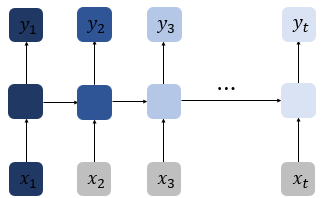 y₁ y₂ y₃ yₜ
...
x₁ x₂ x₃ xₜ